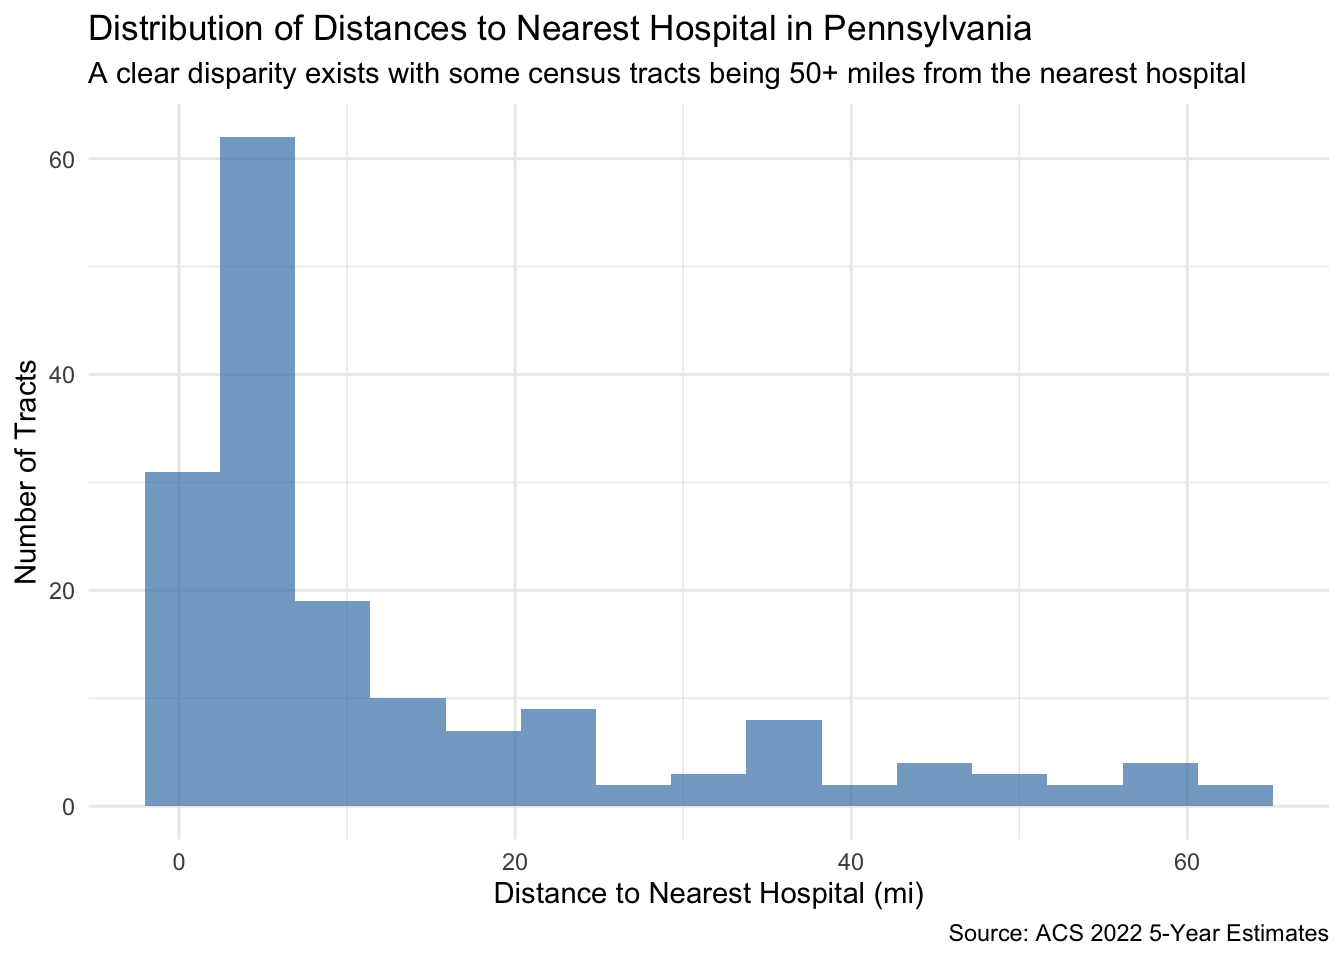 Distribution of Distances to Nearest Hospital in Pennsylvania
A clear disparity exists with some census tracts being 50+ miles from the nearest hospital
Number of Tracts
60
40
20
0
0
20
40
60
Distance to Nearest Hospital (mi)
Source: ACS 2022 5-Year Estimates